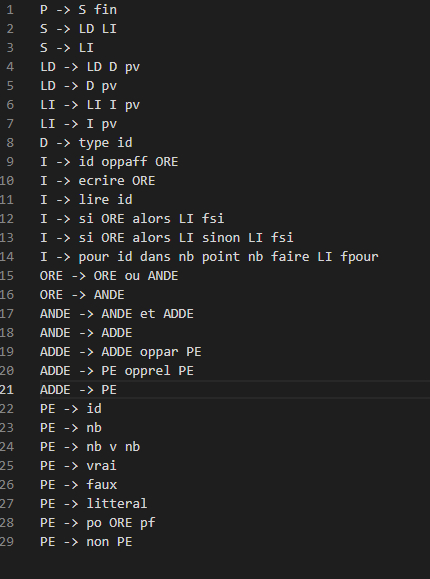 1 P -> S fin
2 S -> LD LI
3 S -> LI
4 LD -> LD D pv
5 LD -> D pv
6 LI -> LI I pv
7 LI -> I pv
8 D -> type id
9 I -> id oppaff ORE
10 I -> ecrire ORE
11 I -> lire id
12 I -> si ORE alors LI fsi
13 I -> si ORE alors LI sinon LI fsi
14 I -> pour id dans nb point nb faire LI fpour
15 ORE -> ORE ou ANDE
16 ORE -> ANDE
17 ANDE -> ANDE et ADDE
18 ANDE -> ADDE
19 ADDE -> ADDE oppar PE
20 ADDE -> PE opprel PE
21 ADDE -> PE
22 PE -> id
23 PE -> nb
24 PE -> nb v nb
25 PE -> vrai
26 PE -> faux
27 PE -> litteral
28 PE -> po ORE pf
29 PE -> non PE